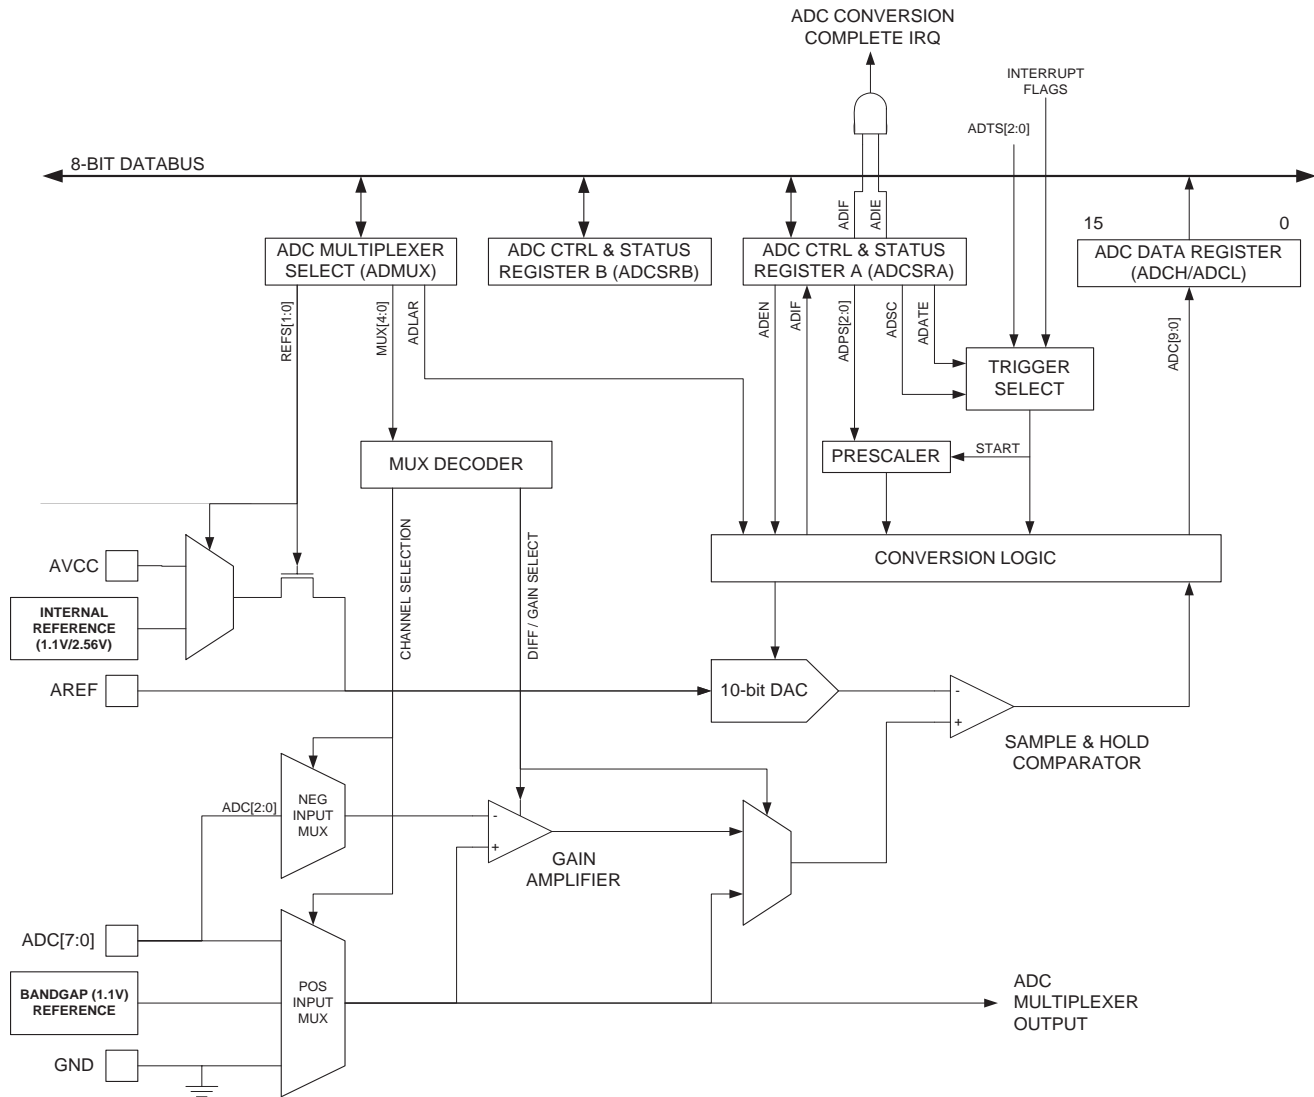 ADC CONVERSION
COMPLETE IRQ
INTERRUPT
FLAGS
ADTS[2:0]
8-BIT DATABUS
ADIF
ADIE
15
0
ADC MULTIPLEXER
SELECT (ADMUX)
ADC CTRL & STATUS
REGISTER B (ADCSRB)
ADC CTRL & STATUS
REGISTER A (ADCSRA)
ADC DATA REGISTER
(ADCH/ADCL)
REFS[1:0]
MUX[4:0]
ADLAR
ADEN
ADIF
ADPS[2:0]
ADSC
ADATE
ADC[9:0]
TRIGGER
SELECT
MUX DECODER
PRESCALER
START
CHANNEL SELECTION
DIFF / GAIN SELECT
CONVERSION LOGIC
AVCC
INTERNAL
REFERENCE
(1.1V/2.56V)
AREF
10-bit DAC
-
+
SAMPLE & HOLD
COMPARATOR
ADC[2:0]
NEG
INPUT
MUX
-
+
GAIN
AMPLIFIER
ADC[7:0]
BANDGAP (1.1V)
REFERENCE
POS
INPUT
MUX
ADC
MULTIPLEXER
OUTPUT
GND